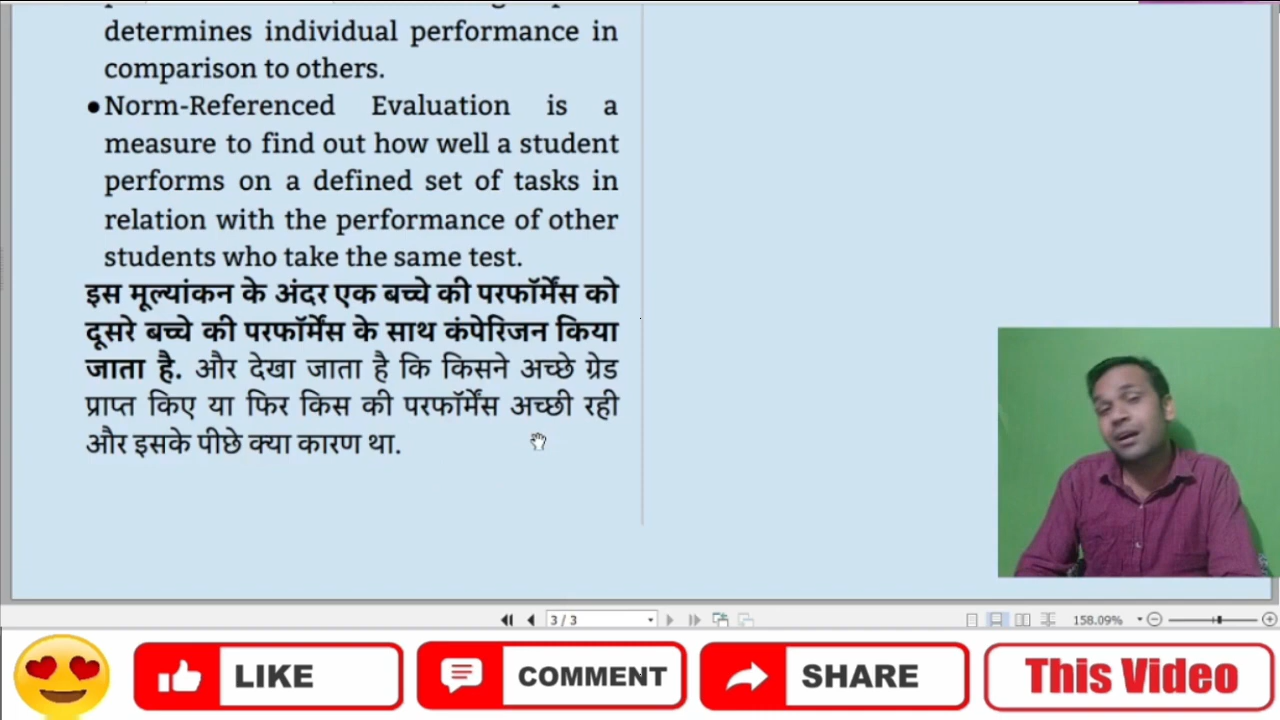 determines individual performance in
comparison to others.
●Norm-Referenced Evaluation is a
measure to find out how well a student
performs on a defined set of tasks in
relation with the performance of other
students who take the same test.
इस मूल्यांकन के अंदर एक बच्चे की परफॉर्मेंस को
दूसरे बच्चे की परफॉर्मेंस के साथ कंपेरिजन किया
जाता है. और देखा जाता है कि किसने अच्छे ग्रेड
प्राप्त किए या फिर किस की परफॉर्मेंस अच्छी रही
और इसके पीछे क्या कारण था.
3 / 3
158.09%
LIKE
COMMENT
SHARE
This Video